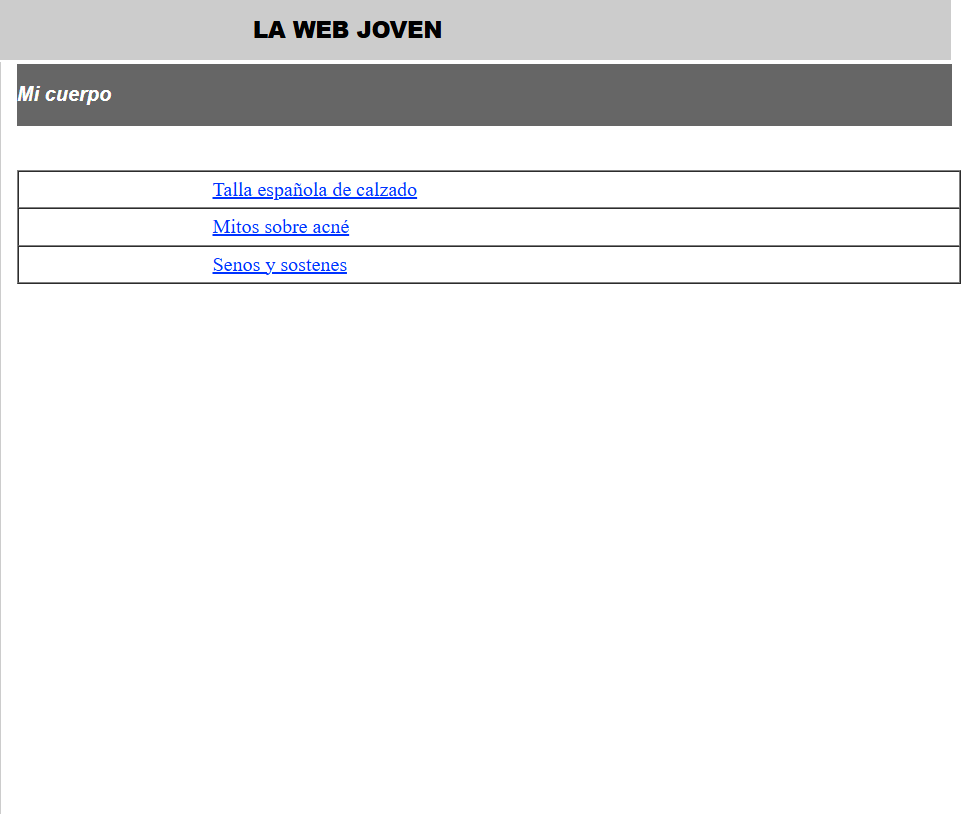 LA WEB JOVEN
Mi cuerpo
Talla española de calzado
Mitos sobre acné
Senos y sostenes